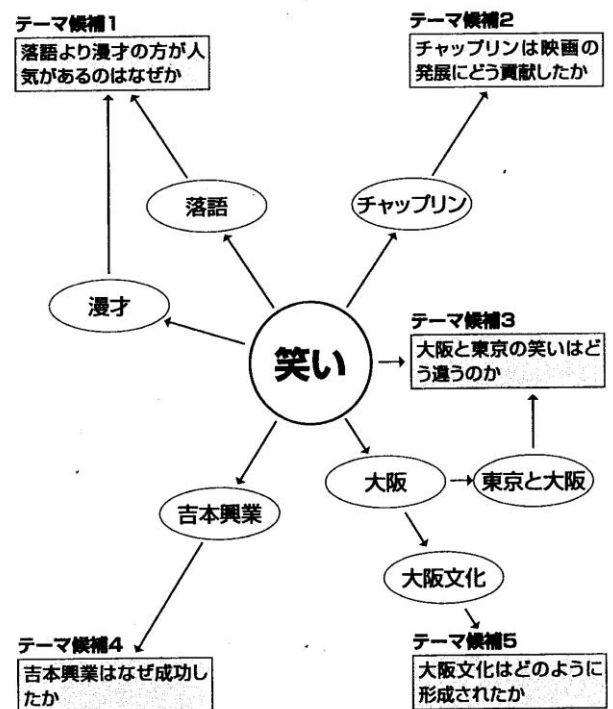 テーマ候補1
落語より漫才の方が人
気があるのはなぜか
テーマ候補2
チャップリンは映画の
発展にどう貢献したか
落語
チャップリン
漫才
笑い
テーマ候補3
大阪と東京の笑いはど
う違うのか
大阪
東京と大阪
吉本興業
大阪文化
テーマ候補4
吉本興業はなぜ成功し
たか
テーマ候補5
大阪文化はどのように
形成されたか